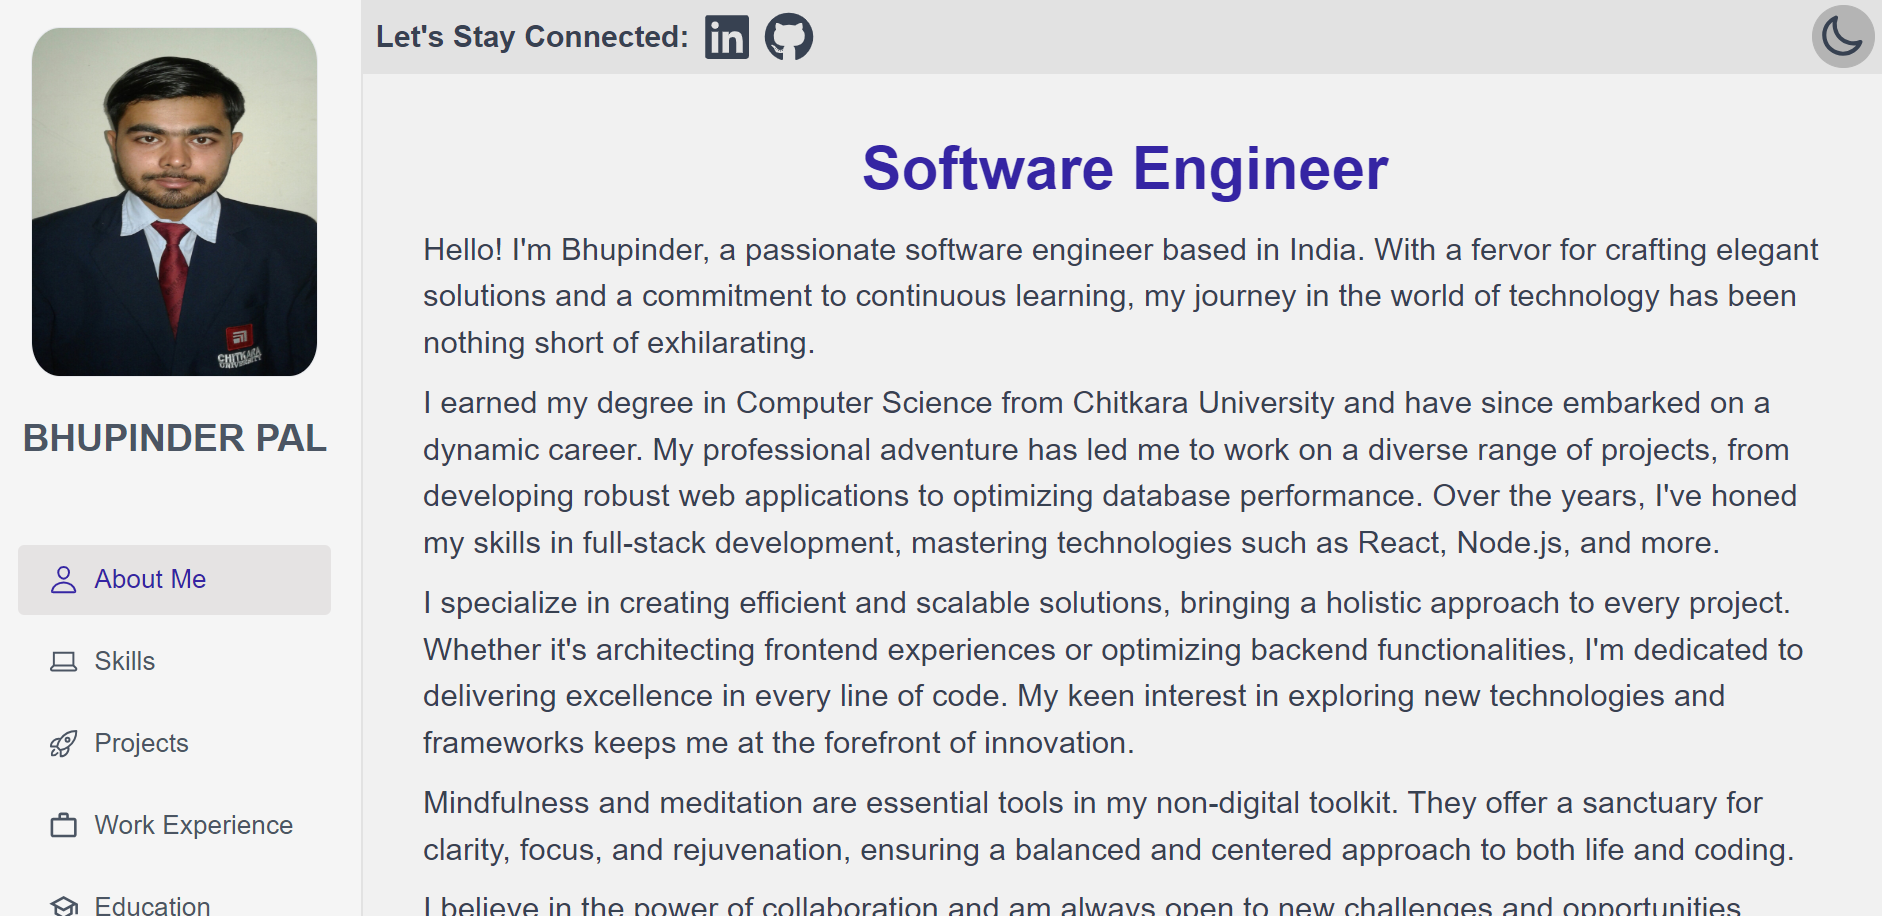 Let's Stay Connected:
CHITKARA
UNIVERSITY
BHUPINDER PAL
About Me
Skills
Projects
Work Experience
Education
Software Engineer
Hello! I'm Bhupinder, a passionate software engineer based in India. With a fervor for crafting elegant
solutions and a commitment to continuous learning, my journey in the world of technology has been
nothing short of exhilarating.
I earned my degree in Computer Science from Chitkara University and have since embarked on a
dynamic career. My professional adventure has led me to work on a diverse range of projects, from
developing robust web applications to optimizing database performance. Over the years, I've honed
my skills in full-stack development, mastering technologies such as React, Node.js, and more.
I specialize in creating efficient and scalable solutions, bringing a holistic approach to every project.
Whether it's architecting frontend experiences or optimizing backend functionalities, I'm dedicated to
delivering excellence in every line of code. My keen interest in exploring new technologies and
frameworks keeps me at the forefront of innovation.
Mindfulness and meditation are essential tools in my non-digital toolkit. They offer a sanctuary for
clarity, focus, and rejuvenation, ensuring a balanced and centered approach to both life and coding.
I believe in the power of collaboration and am always open to new challenges and opportunities